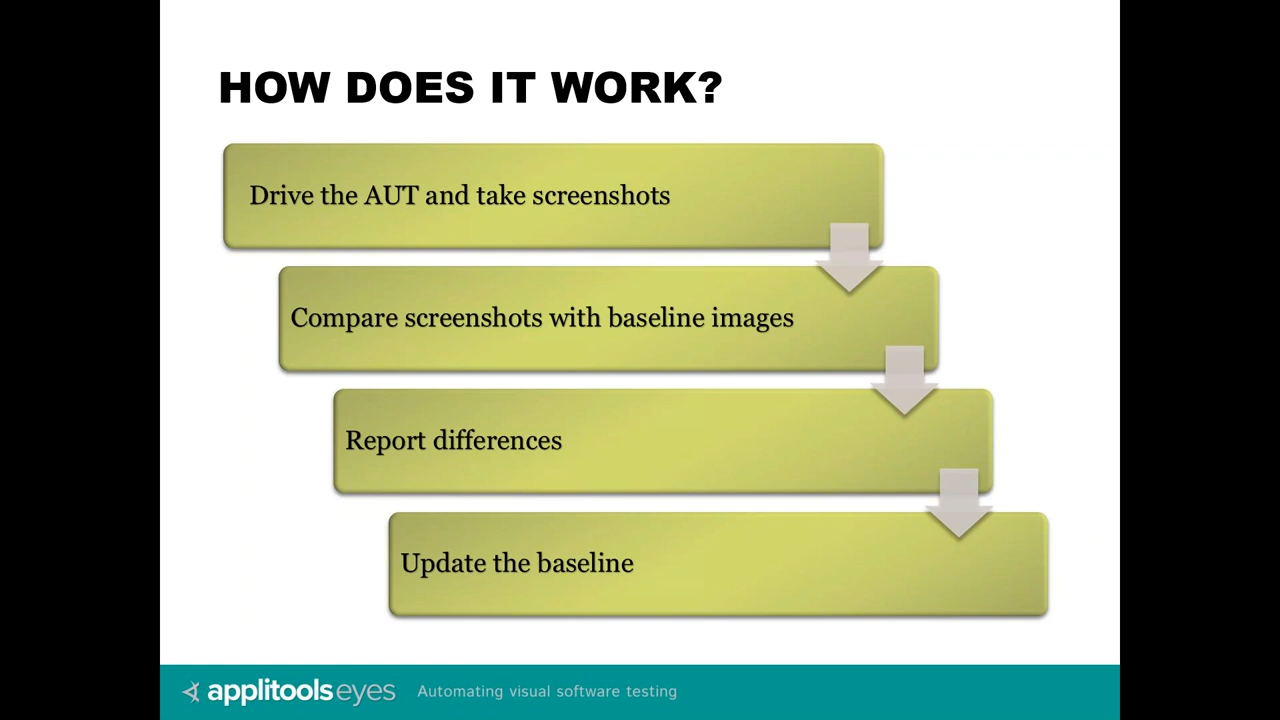 HOW DOES IT WORK?
Drive the AUT and take screenshots
Compare screenshots with baseline images
Report differences
Update the baseline
applitools eyes Automating visual software testing